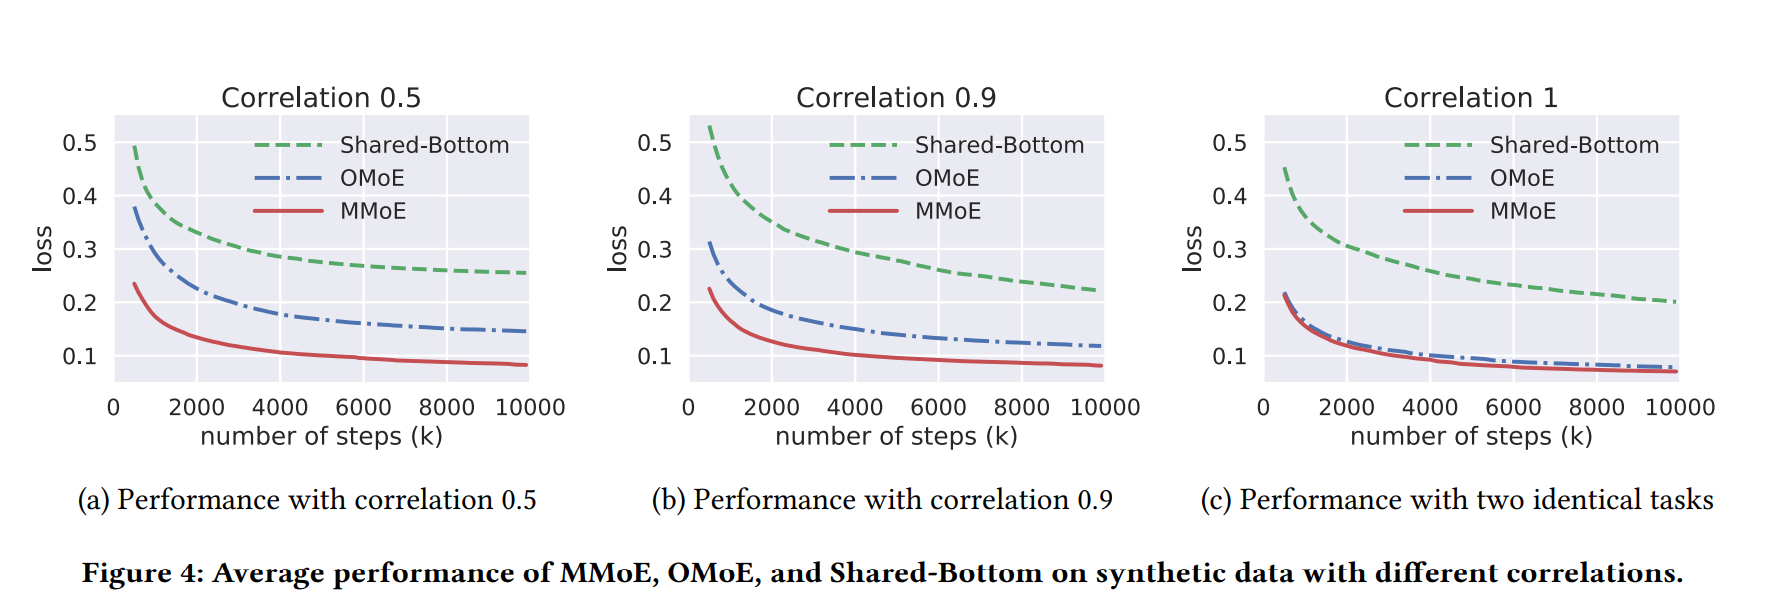 Correlation 0.5
0.5
0.4
0.3
0.2
0.1
loss
Shared-Bottom
OMoE
MMoE
0 2000 4000 6000 8000 10000
number of steps (k)
(a) Performance with correlation 0.5
Correlation 0.9
0.5
0.4
0.3
0.2
0.1
loss
Shared-Bottom
OMoE
MMoE
0 2000 4000 6000 8000 10000
number of steps (k)
(b) Performance with correlation 0.9
Correlation 1
0.5
0.4
0.3
0.2
0.1
loss
Shared-Bottom
OMoE
MMoE
0 2000 4000 6000 8000 10000
number of steps (k)
(c) Performance with two identical tasks
Figure 4: Average performance of MMoE, OMoE, and Shared-Bottom on synthetic data with different correlations.